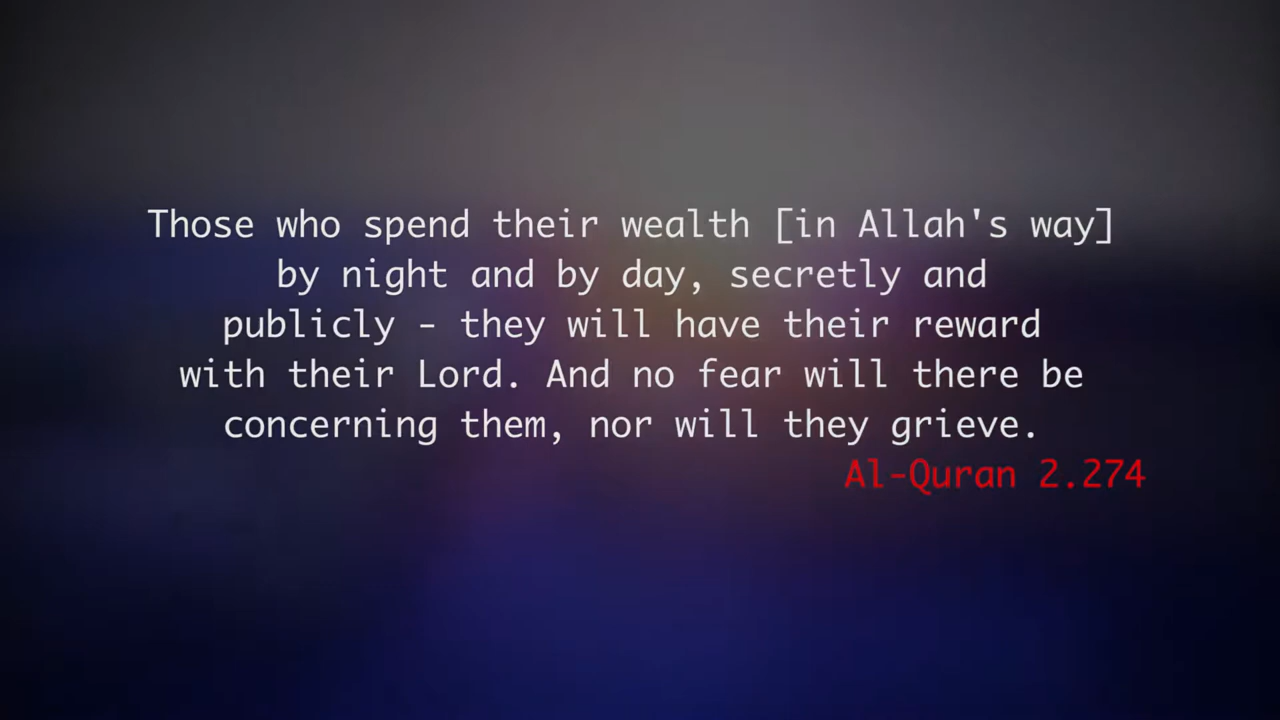 Those who spend their wealth [in Allah's way]
by night and by day, secretly and
publicly - they will have their reward
with their Lord. And no fear will there be
concerning them, nor will they grieve.
Al-Quran 2.274